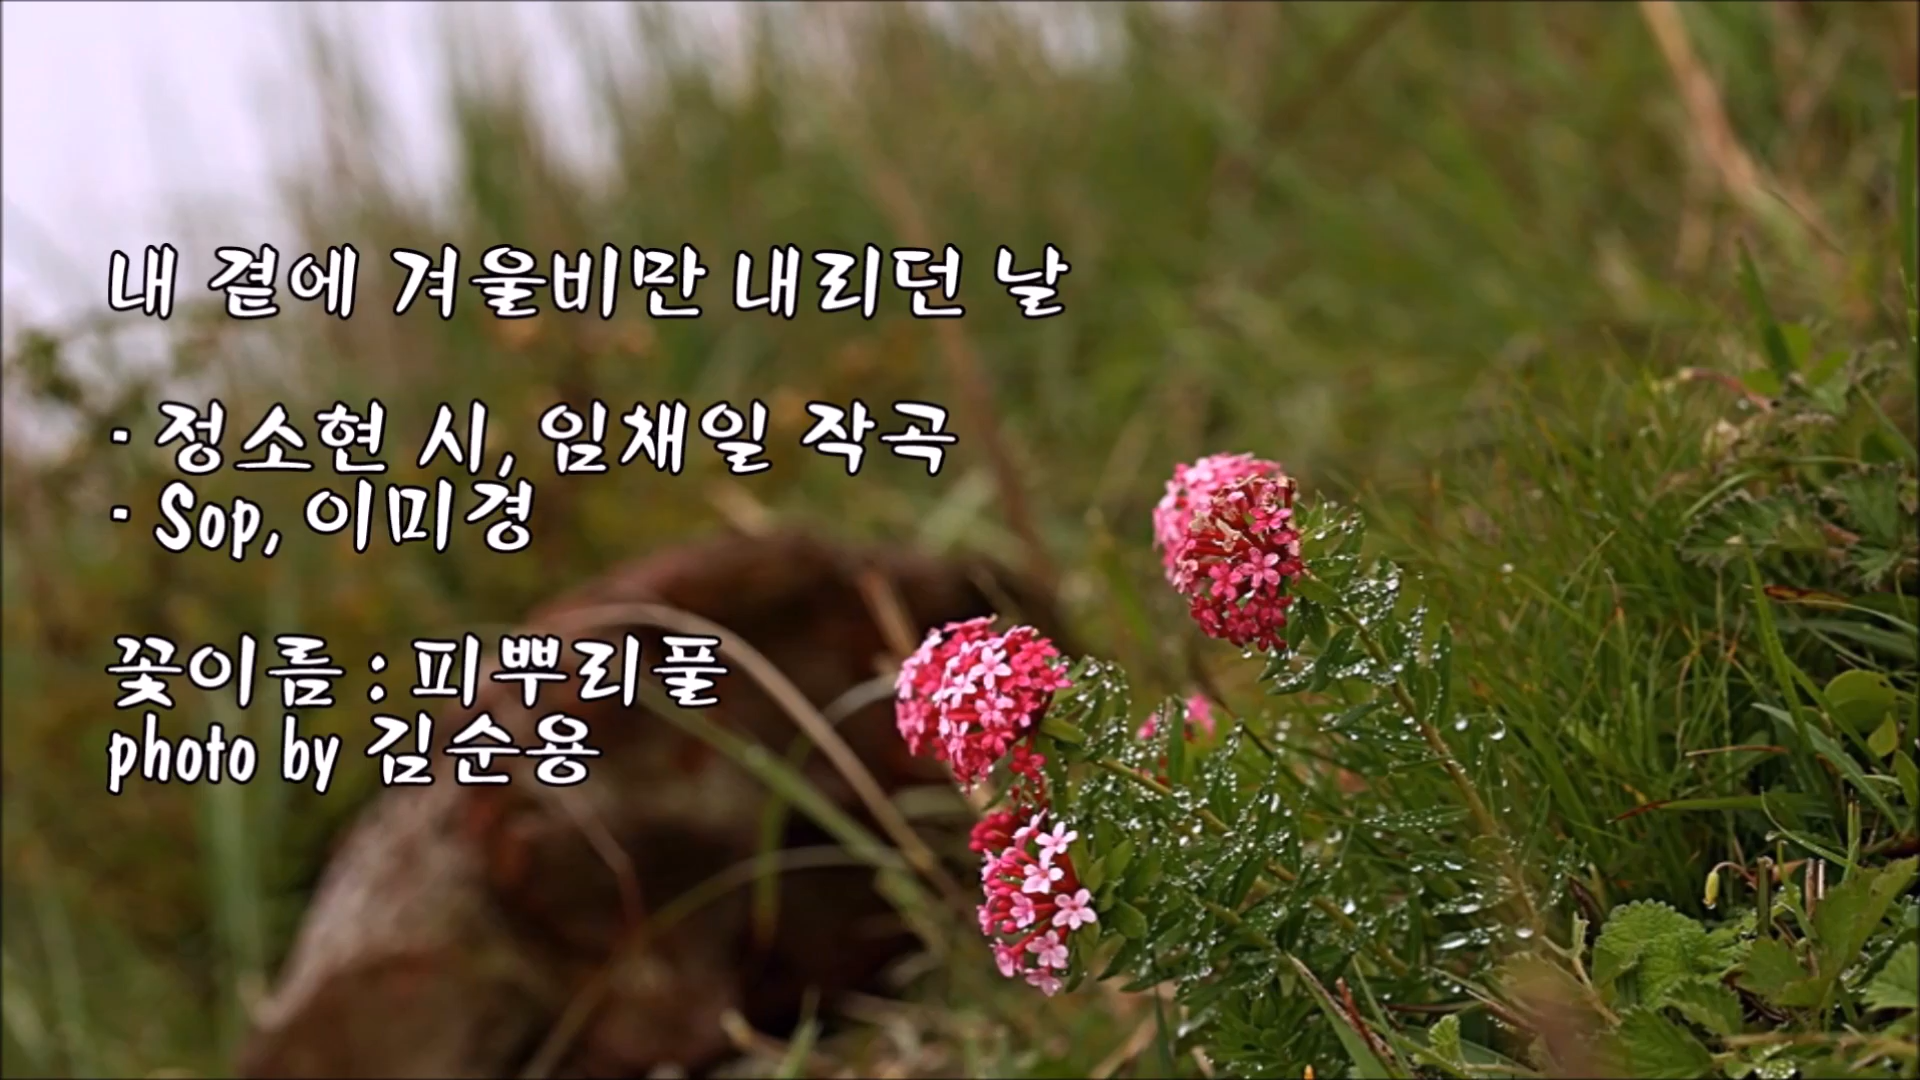 내 곁에 겨울비만 내리던 날
- 정소현 시, 임채일 작곡
- Sop, 이미경
꽃이름 : 피뿌리풀
photo by 김순용